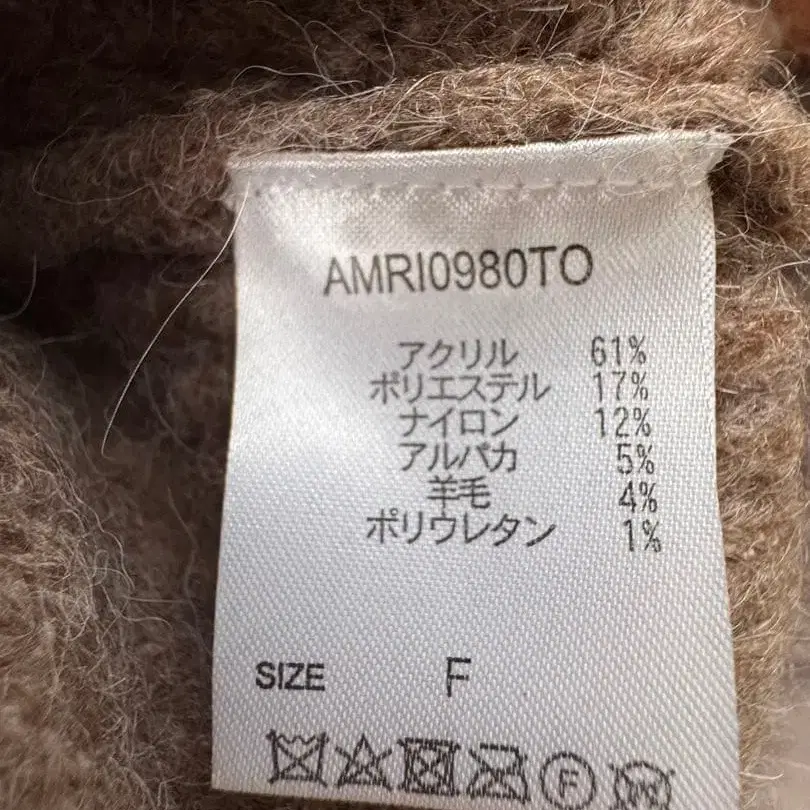 AMRI0980TO
アクリル 61%
ポリエステル 17%
ナイロン 12%
アルパカ 5%
羊毛 4%
ポリウレタン 1%
SIZE F
F